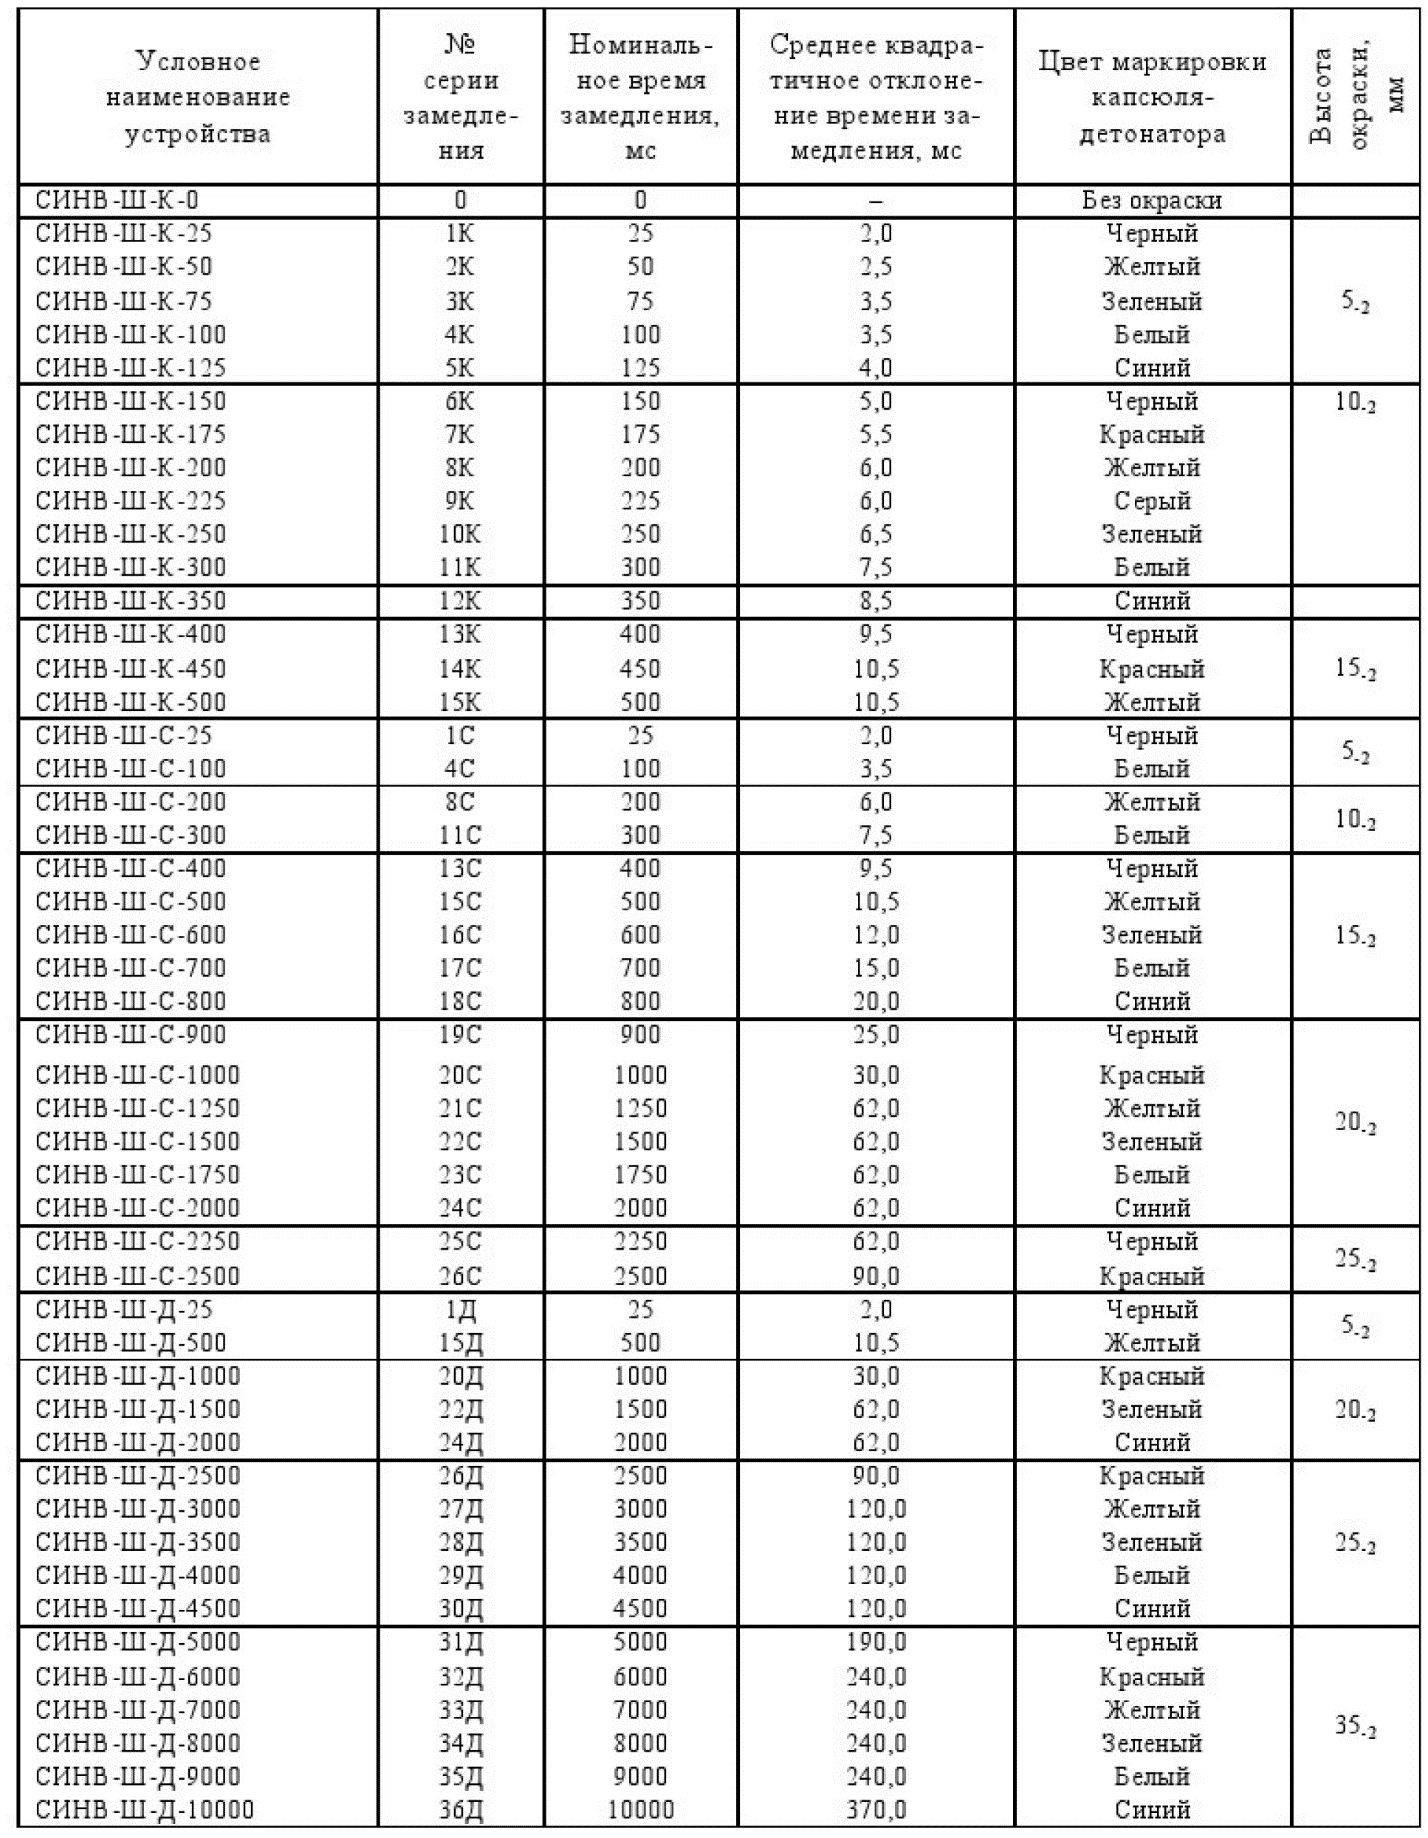 Условное наименование устройства | № серии замедле-ния | Номиналь-ное время замедления, мс | Среднее квадра-тичное отклоне-ние времени за-медления, мс | Цвет маркировки капсюля-детонатора | Высота окраски, мм
СИНВ-Ш-К-0 | 0 | 0 | – | Без окраски
СИНВ-Ш-К-25 | 1К | 25 | 2,0 | Черный
СИНВ-Ш-К-50 | 2К | 50 | 2,5 | Желтый
СИНВ-Ш-К-75 | 3К | 75 | 3,5 | Зеленый | 5-2
СИНВ-Ш-К-100 | 4К | 100 | 3,5 | Белый
СИНВ-Ш-К-125 | 5К | 125 | 4,0 | Синий
СИНВ-Ш-К-150 | 6К | 150 | 5,0 | Черный | 10-2
СИНВ-Ш-К-175 | 7К | 175 | 5,5 | Красный
СИНВ-Ш-К-200 | 8К | 200 | 6,0 | Желтый
СИНВ-Ш-К-225 | 9К | 225 | 6,0 | Серый
СИНВ-Ш-К-250 | 10К | 250 | 6,5 | Зеленый
СИНВ-Ш-К-300 | 11К | 300 | 7,5 | Белый
СИНВ-Ш-К-350 | 12К | 350 | 8,5 | Синий
СИНВ-Ш-К-400 | 13К | 400 | 9,5 | Черный
СИНВ-Ш-К-450 | 14К | 450 | 10,5 | Красный | 15-2
СИНВ-Ш-К-500 | 15К | 500 | 10,5 | Желтый
СИНВ-Ш-С-25 | 1С | 25 | 2,0 | Черный | 5-2
СИНВ-Ш-С-100 | 4С | 100 | 3,5 | Белый
СИНВ-Ш-С-200 | 8С | 200 | 6,0 | Желтый | 10-2
СИНВ-Ш-С-300 | 11С | 300 | 7,5 | Белый
СИНВ-Ш-С-400 | 13С | 400 | 9,5 | Черный
СИНВ-Ш-С-500 | 15С | 500 | 10,5 | Желтый
СИНВ-Ш-С-600 | 16С | 600 | 12,0 | Зеленый | 15-2
СИНВ-Ш-С-700 | 17С | 700 | 15,0 | Белый
СИНВ-Ш-С-800 | 18С | 800 | 20,0 | Синий
СИНВ-Ш-С-900 | 19С | 900 | 25,0 | Черный
СИНВ-Ш-С-1000 | 20С | 1000 | 30,0 | Красный
СИНВ-Ш-С-1250 | 21С | 1250 | 62,0 | Желтый | 20-2
СИНВ-Ш-С-1500 | 22С | 1500 | 62,0 | Зеленый
СИНВ-Ш-С-1750 | 23С | 1750 | 62,0 | Белый
СИНВ-Ш-С-2000 | 24С | 2000 | 62,0 | Синий
СИНВ-Ш-С-2250 | 25С | 2250 | 62,0 | Черный | 25-2
СИНВ-Ш-С-2500 | 26С | 2500 | 90,0 | Красный
СИНВ-Ш-Д-25 | 1Д | 25 | 2,0 | Черный | 5-2
СИНВ-Ш-Д-500 | 15Д | 500 | 10,5 | Желтый
СИНВ-Ш-Д-1000 | 20Д | 1000 | 30,0 | Красный
СИНВ-Ш-Д-1500 | 22Д | 1500 | 62,0 | Зеленый | 20-2
СИНВ-Ш-Д-2000 | 24Д | 2000 | 62,0 | Синий
СИНВ-Ш-Д-2500 | 26Д | 2500 | 90,0 | Красный
СИНВ-Ш-Д-3000 | 27Д | 3000 | 120,0 | Желтый
СИНВ-Ш-Д-3500 | 28Д | 3500 | 120,0 | Зеленый | 25-2
СИНВ-Ш-Д-4000 | 29Д | 4000 | 120,0 | Белый
СИНВ-Ш-Д-4500 | 30Д | 4500 | 120,0 | Синий
СИНВ-Ш-Д-5000 | 31Д | 5000 | 190,0 | Черный
СИНВ-Ш-Д-6000 | 32Д | 6000 | 240,0 | Красный
СИНВ-Ш-Д-7000 | 33Д | 7000 | 240,0 | Желтый | 35-2
СИНВ-Ш-Д-8000 | 34Д | 8000 | 240,0 | Зеленый
СИНВ-Ш-Д-9000 | 35Д | 9000 | 240,0 | Белый
СИНВ-Ш-Д-10000 | 36Д | 10000 | 370,0 | Синий